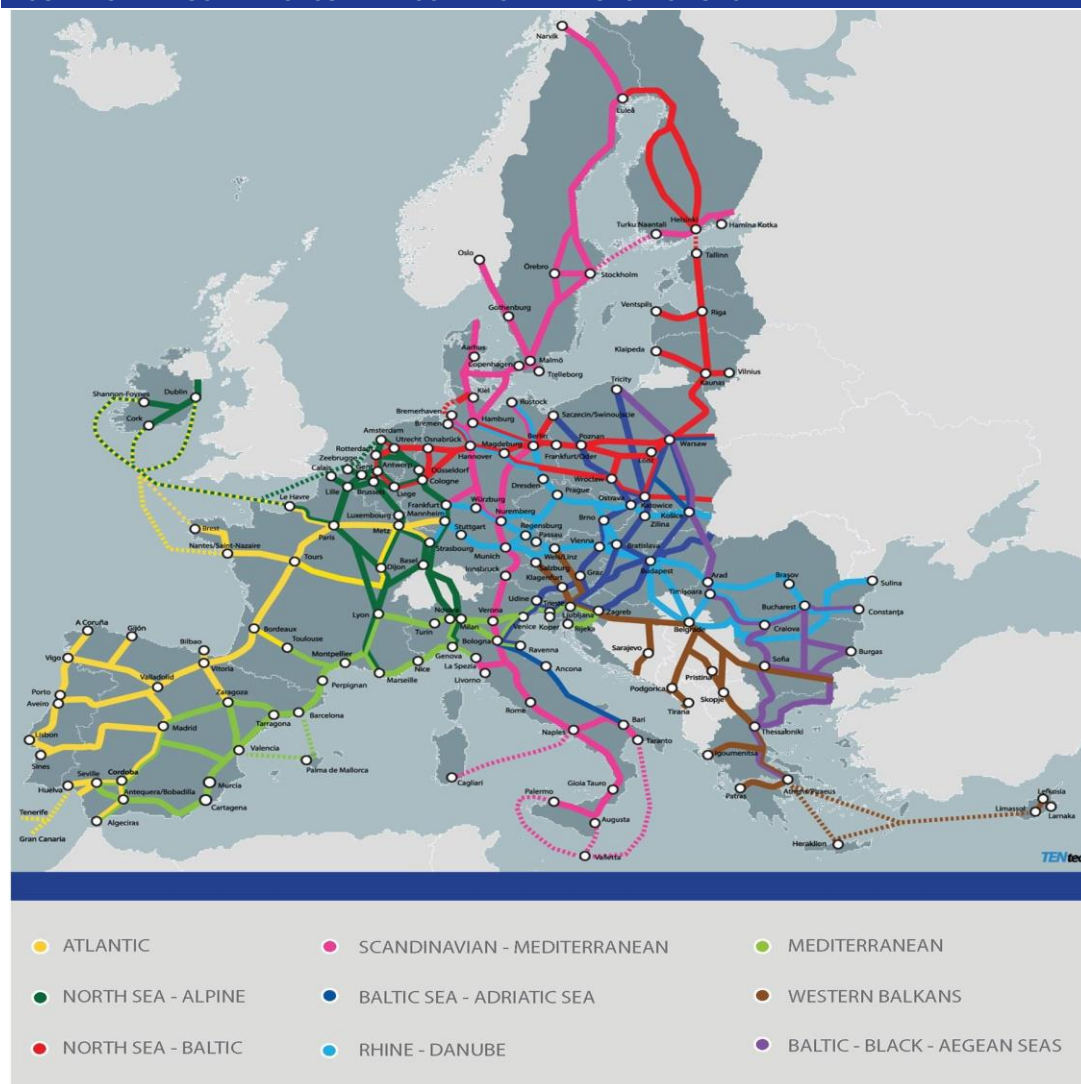 Narvik
Luleå
Turku Naantali
Helsinki
Hamina Kotka
Tallinn
Oslo
Örebro
Stockholm
Gothenburg
Ventspils
Riga
Aarhus
Copenhagen
Malmö
Trelleborg
Klaipeda
Kaunas
Vilnius
Shannon-Foynes
Dublin
Cork
Kiel
Rostock
Tricity
Bremerhaven
Bremen
Hamburg
Szczecin/Swinoujscie
Amsterdam
Rotterdam
Utrecht
Osnabrück
Magdeburg
Berlin
Poznan
Warsaw
Zeebrugge
Calais
Gent
Antwerp
Düsseldorf
Hannover
Frankfurt/Oder
Lodz
Lille
Brussels
Liege
Cologne
Dresden
Wroclaw
Le Havre
Luxembourg
Frankfurt
Mannheim
Würzburg
Prague
Ostrava
Katowice
Brest
Paris
Metz
Stuttgart
Nuremberg
Regensburg
Passau
Brno
Zilina
Košice
Nantes/Saint-Nazaire
Tours
Strasbourg
Munich
Wels/Linz
Vienna
Bratislava
Dijon
Basel
Innsbruck
Salzburg
Klagenfurt
Graz
Budapest
Arad
Brasov
Sulina
Timișoara
Lyon
Novara
Milan
Verona
Udine
Trieste
Ljubljana
Zagreb
Bucharest
Constanța
Turin
Venice
Koper
Rijeka
Belgrade
Craiova
A Coruña
Gijón
Bilbao
Bordeaux
Toulouse
Genova
Bologna
Ravenna
Sarajevo
Burgas
Vigo
Vitoria
Montpellier
Nice
La Spezia
Livorno
Ancona
Pristina
Sofia
Valladolid
Zaragoza
Perpignan
Marseille
Podgorica
Skopje
Porto
Aveiro
Tirana
Lisbon
Madrid
Tarragona
Barcelona
Rome
Naples
Bari
Taranto
Thessaloniki
Sines
Valencia
Palma de Mallorca
Igoumenitsa
Seville
Cordoba
Huelva
Antequera/Bobadilla
Murcia
Cagliari
Gioia Tauro
Patras
Athens/Piraeus
Tenerife
Algeciras
Cartagena
Palermo
Augusta
Lefkosia
Limassol
Larnaka
Gran Canaria
Valletta
Heraklion
TENtec
ATLANTIC
SCANDINAVIAN - MEDITERRANEAN
MEDITERRANEAN
NORTH SEA - ALPINE
BALTIC SEA - ADRIATIC SEA
WESTERN BALKANS
NORTH SEA - BALTIC
RHINE - DANUBE
BALTIC - BLACK - AEGEAN SEAS